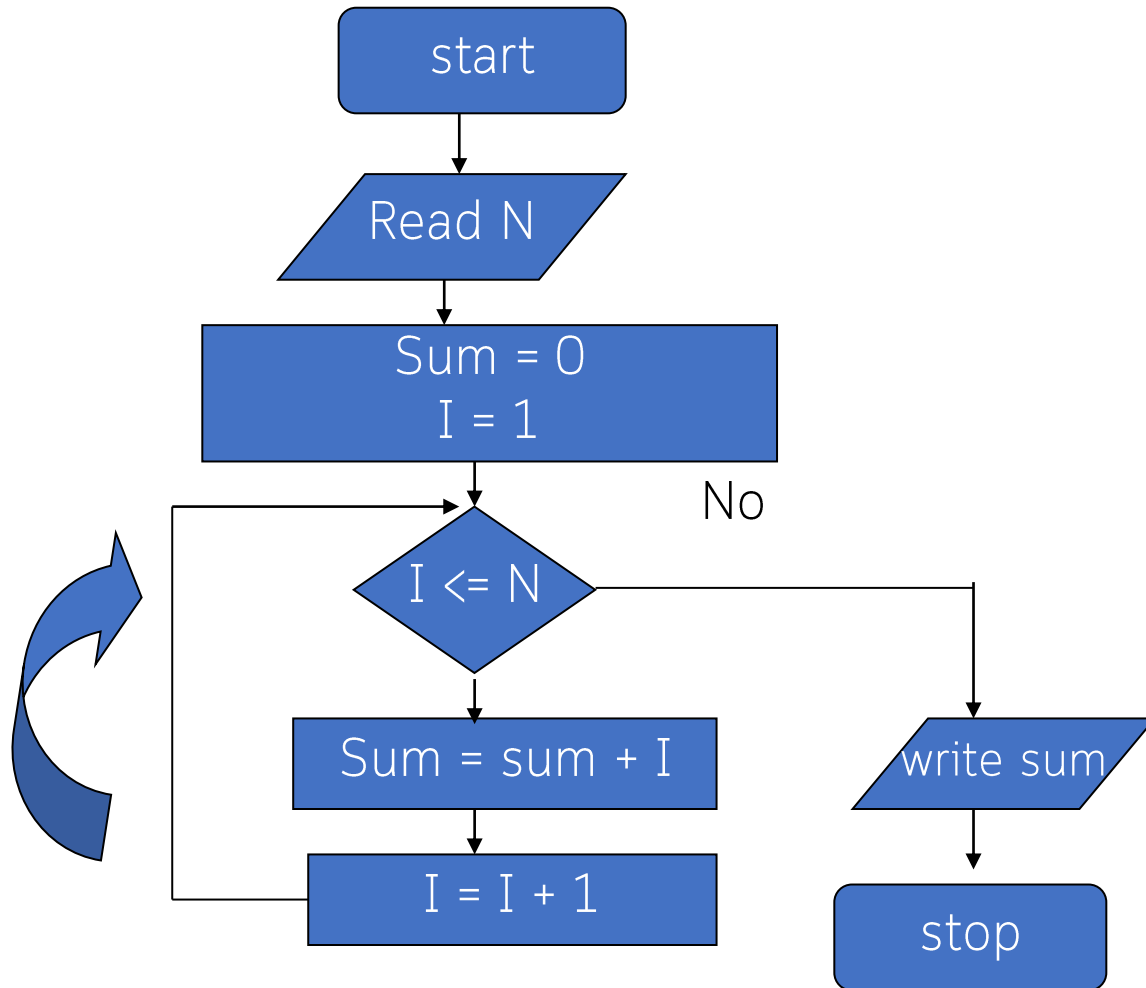 start
Read N
Sum = 0
I = 1
No
I <= N
Sum = sum + I
write sum
I = I + 1
stop